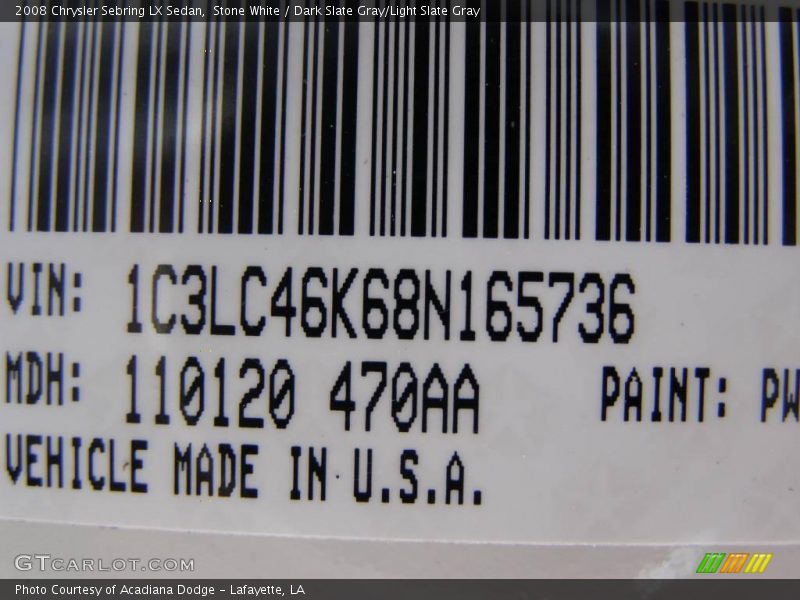 2008 Chrysler Sebring LX Sedan, Stone White / Dark Slate Gray/Light Slate Gray
VIN: 1C3LC46K68N165736
MDH: 110120 470AA PAINT: PW
VEHICLE MADE IN U.S.A.
GTCARLOT.COM
Photo Courtesy of Acadiana Dodge - Lafayette, LA